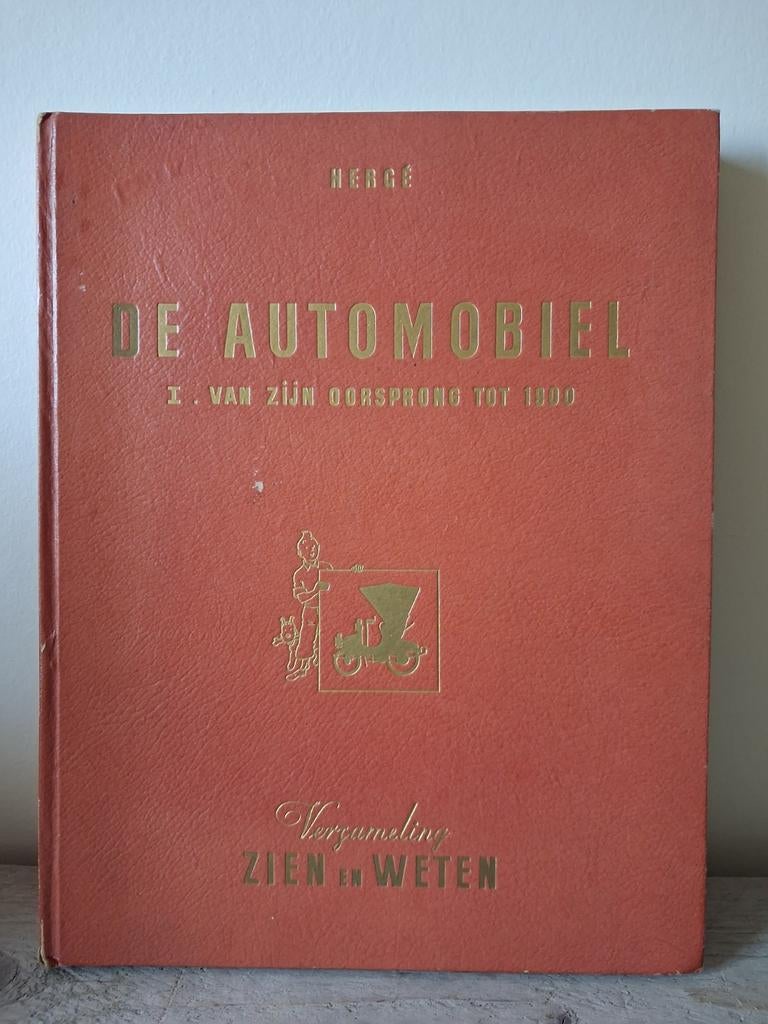 HERGÉ
DE AUTOMOBIEL
I. VAN ZIJN OORSPRONG TOT 1900
Verzameling
ZIEN EN WETEN